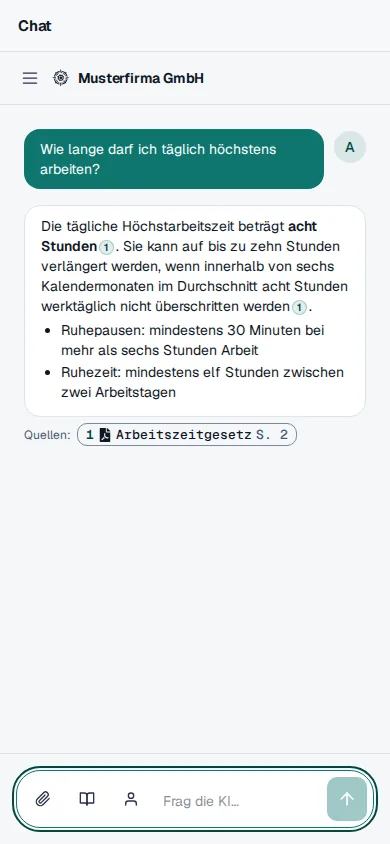 Chat
Musterfirma GmbH
Wie lange darf ich täglich höchstens
arbeiten?
A
Die tägliche Höchstarbeitszeit beträgt acht
Stunden 1. Sie kann auf bis zu zehn Stunden
verlängert werden, wenn innerhalb von sechs
Kalendermonaten im Durchschnitt acht Stunden
werktäglich nicht überschritten werden 1.
• Ruhepausen: mindestens 30 Minuten bei
mehr als sechs Stunden Arbeit
• Ruhezeit: mindestens elf Stunden zwischen
zwei Arbeitstagen
Quellen: 1 Arbeitszeitgesetz S. 2
Frag die KI...